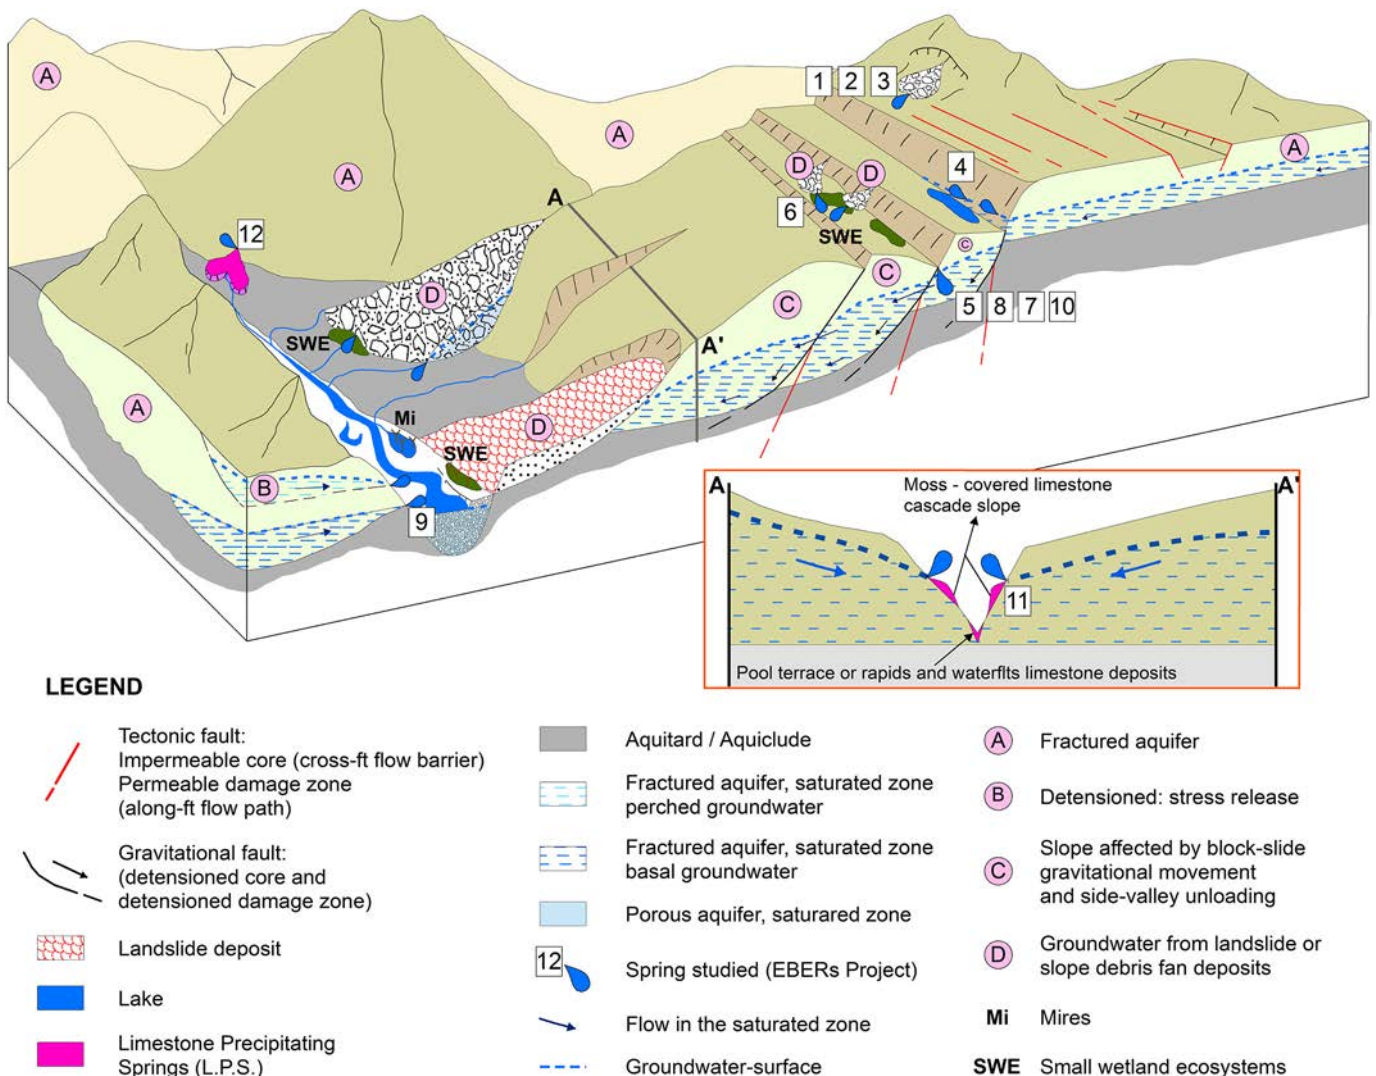 A
1 2 3
A
A
A
A
D
D
4
12
A
6
SWE
C
C
D
C
5 8 7 10
SWE
A'
A
Mi
D
SWE
B
9
A
A'
Moss - covered limestone
cascade slope
11
Pool terrace or rapids and waterflts limestone deposits
LEGEND
Tectonic fault:
Impermeable core (cross-ft flow barrier)
Permeable damage zone
(along-ft flow path)
Gravitational fault:
(detensioned core and
detensioned damage zone)
Landslide deposit
Lake
Limestone Precipitating
Springs (L.P.S.)
Aquitard / Aquiclude
Fractured aquifer, saturated zone
perched groundwater
Fractured aquifer, saturated zone
basal groundwater
Porous aquifer, saturared zone
12
Spring studied (EBERs Project)
Flow in the saturated zone
Groundwater-surface
A Fractured aquifer
B Detensioned: stress release
Slope affected by block-slide
C gravitational movement
and side-valley unloading
D Groundwater from landslide or
slope debris fan deposits
Mi Mires
SWE Small wetland ecosystems